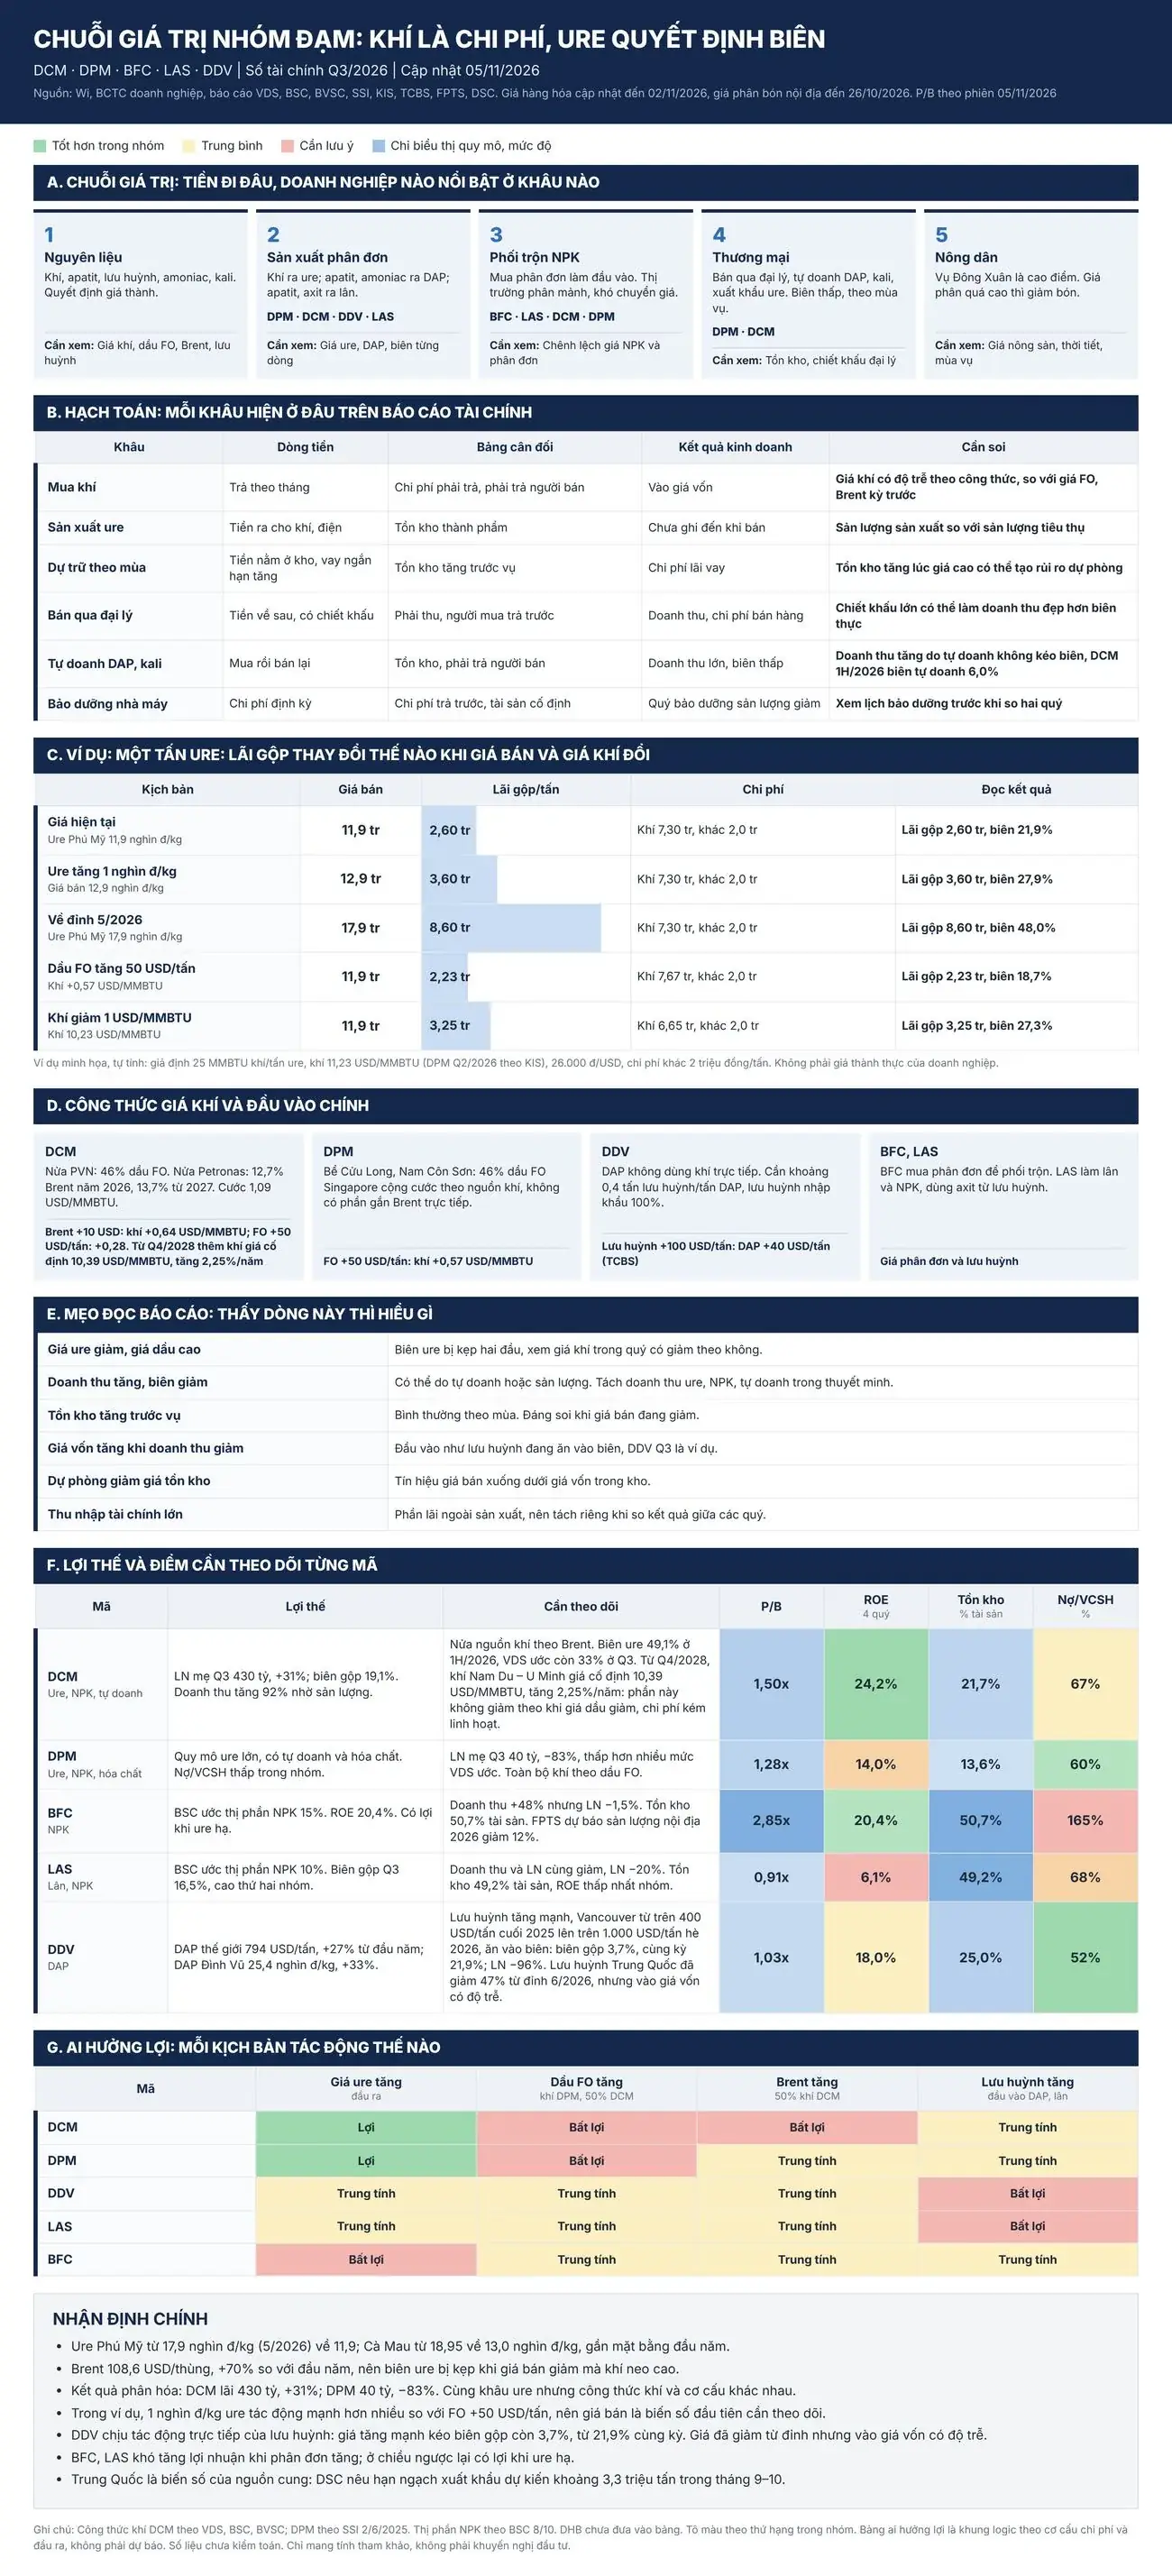 CHUỖI GIÁ TRỊ NHÓM ĐẠM: KHÍ LÀ CHI PHÍ, URE QUYẾT ĐỊNH BIÊN
DCM · DPM · BFC · LAS · DDV | Số tài chính Q3/2026 | Cập nhật 05/11/2026
Nguồn: Wi, BCTC doanh nghiệp, báo cáo VDS, BSC, BVSC, SSI, KIS, TCBS, FPTS, DSC. Giá hàng hóa cập nhật đến 02/11/2026, giá phân bón nội địa đến 26/10/2026. P/B theo phiên 05/11/2026
Tốt hơn trong nhóm
Trung bình
Cần lưu ý
Chỉ biểu thị quy mô, mức độ
A. CHUỖI GIÁ TRỊ: TIỀN ĐI ĐÂU, DOANH NGHIỆP NÀO NỔI BẬT Ở KHÂU NÀO
1
Nguyên liệu
Khí, apatit, lưu huỳnh, amoniac, kali.
Quyết định giá thành.
Cần xem: Giá khí, dầu FO, Brent, lưu
huỳnh
2
Sản xuất phân đơn
Khí ra ure; apatit, amoniac ra DAP;
apatit, axit ra lân.
DPM · DCM · DDV · LAS
Cần xem: Giá ure, DAP, biên từng
dòng
3
Phối trộn NPK
Mua phân đơn làm đầu vào. Thị
trường phân mảnh, khó chuyển giá.
BFC · LAS · DCM · DPM
Cần xem: Chênh lệch giá NPK và
phân đơn
4
Thương mại
Bán qua đại lý, tự doanh DAP, kali,
xuất khẩu ure. Biên thấp, theo mùa
vụ.
DPM · DCM
Cần xem: Tồn kho, chiết khấu đại lý
5
Nông dân
Vụ Đông Xuân là cao điểm. Giá
phân quá cao thì giảm bón.
Cần xem: Giá nông sản, thời tiết,
mùa vụ
B. HẠCH TOÁN: MỖI KHÂU HIỆN Ở ĐÂU TRÊN BÁO CÁO TÀI CHÍNH
Khâu
Dòng tiền
Bảng cân đối
Kết quả kinh doanh
Cần soi
Mua khí
Trả theo tháng
Chi phí phải trả, phải trả người bán
Vào giá vốn
Giá khí có độ trễ theo công thức, so với giá FO,
Brent kỳ trước
Sản xuất ure
Tiền ra cho khí, điện
Tồn kho thành phẩm
Chưa ghi đến khi bán
Sản lượng sản xuất so với sản lượng tiêu thụ
Dự trữ theo mùa
Tiền nằm ở kho, vay ngắn
hạn tăng
Tồn kho tăng trước vụ
Chi phí lãi vay
Tồn kho tăng lúc giá cao có thể tạo rủi ro dự phòng
Bán qua đại lý
Tiền về sau, có chiết khấu
Phải thu, người mua trả trước
Doanh thu, chi phí bán hàng
Chiết khấu lớn có thể làm doanh thu đẹp hơn biên
thực
Tự doanh DAP, kali
Mua rồi bán lại
Tồn kho, phải trả người bán
Doanh thu lớn, biên thấp
Doanh thu tăng do tự doanh không kéo biên, DCM
1H/2026 biên tự doanh 6,0%
Bảo dưỡng nhà máy
Chi phí định kỳ
Chi phí trả trước, tài sản cố định
Quý bảo dưỡng sản lượng giảm
Xem lịch bảo dưỡng trước khi so hai quý
C. VÍ DỤ: MỘT TẤN URE: LÃI GỘP THAY ĐỔI THẾ NÀO KHI GIÁ BÁN VÀ GIÁ KHÍ ĐỔI
Kịch bản
Giá bán
Lãi gộp/tấn
Chi phí
Đọc kết quả
Giá hiện tại
Ure Phú Mỹ 11,9 nghìn đ/kg
11,9 tr
2,60 tr
Khí 7,30 tr, khác 2,0 tr
Lãi gộp 2,60 tr, biên 21,9%
Ure tăng 1 nghìn đ/kg
Giá bán 12,9 nghìn đ/kg
12,9 tr
3,60 tr
Khí 7,30 tr, khác 2,0 tr
Lãi gộp 3,60 tr, biên 27,9%
Về đỉnh 5/2026
Ure Phú Mỹ 17,9 nghìn đ/kg
17,9 tr
8,60 tr
Khí 7,30 tr, khác 2,0 tr
Lãi gộp 8,60 tr, biên 48,0%
Dầu FO tăng 50 USD/tấn
Khí +0,57 USD/MMBTU
11,9 tr
2,23 tr
Khí 7,67 tr, khác 2,0 tr
Lãi gộp 2,23 tr, biên 18,7%
Khí giảm 1 USD/MMBTU
Khí 10,23 USD/MMBTU
11,9 tr
3,25 tr
Khí 6,65 tr, khác 2,0 tr
Lãi gộp 3,25 tr, biên 27,3%
Ví dụ minh họa, tự tính: giả định 25 MMBTU khí/tấn ure, khí 11,23 USD/MMBTU (DPM Q2/2026 theo KIS), 26.000 đ/USD, chi phí khác 2 triệu đồng/tấn. Không phải giá thành thực của doanh nghiệp.
D. CÔNG THỨC GIÁ KHÍ VÀ ĐẦU VÀO CHÍNH
DCM
Nửa PVN: 46% dầu FO. Nửa Petronas: 12,7%
Brent năm 2026, 13,7% từ 2027. Cước 1,09
USD/MMBTU.
Brent +10 USD: khí +0,64 USD/MMBTU; FO +50
USD/tấn: +0,28. Từ Q4/2028 thêm khí giá cố
định 10,39 USD/MMBTU, tăng 2,25%/năm
DPM
Bể Cửu Long, Nam Côn Sơn: 46% dầu FO
Singapore cộng cước theo nguồn khí, không
có phần gắn Brent trực tiếp.
FO +50 USD/tấn: khí +0,57 USD/MMBTU
DDV
DAP không dùng khí trực tiếp. Cần khoảng
0,4 tấn lưu huỳnh/tấn DAP, lưu huỳnh nhập
khẩu 100%.
Lưu huỳnh +100 USD/tấn: DAP +40 USD/tấn
(TCBS)
BFC, LAS
BFC mua phân đơn để phối trộn. LAS làm lân
và NPK, dùng axit từ lưu huỳnh.
Giá phân đơn và lưu huỳnh
E. MẸO ĐỌC BÁO CÁO: THẤY DÒNG NÀY THÌ HIỂU GÌ
Giá ure giảm, giá dầu cao
Biên ure bị kẹp hai đầu, xem giá khí trong quý có giảm theo không.
Doanh thu tăng, biên giảm
Có thể do tự doanh hoặc sản lượng. Tách doanh thu ure, NPK, tự doanh trong thuyết minh.
Tồn kho tăng trước vụ
Bình thường theo mùa. Đáng soi khi giá bán đang giảm.
Giá vốn tăng khi doanh thu giảm
Đầu vào như lưu huỳnh đang ăn vào biên, DDV Q3 là ví dụ.
Dự phòng giảm giá tồn kho
Tín hiệu giá bán xuống dưới giá vốn trong kho.
Thu nhập tài chính lớn
Phần lãi ngoài sản xuất, nên tách riêng khi so kết quả giữa các quý.
F. LỢI THẾ VÀ ĐIỂM CẦN THEO DÕI TỪNG MÃ
Mã
Lợi thế
Cần theo dõi
P/B
ROE
4 quý
Tồn kho
% tài sản
Nợ/VCSH
%
DCM
Ure, NPK, tự doanh
LN mẹ Q3 430 tỷ, +31%; biên gộp 19,1%.
Doanh thu tăng 92% nhờ sản lượng.
Nửa nguồn khí theo Brent. Biên ure 49,1% ở
1H/2026, VDS ước còn 33% ở Q3. Từ Q4/2028,
khí Nam Du – U Minh giá cố định 10,39
USD/MMBTU, tăng 2,25%/năm: phần này
không giảm theo khi giá dầu giảm, chi phí kém
linh hoạt.
1,50x
24,2%
21,7%
67%
DPM
Ure, NPK, hóa chất
Quy mô ure lớn, có tự doanh và hóa chất.
Nợ/VCSH thấp trong nhóm.
LN mẹ Q3 40 tỷ, −83%, thấp hơn nhiều mức
VDS ước. Toàn bộ khí theo dầu FO.
1,28x
14,0%
13,6%
60%
BFC
NPK
BSC ước thị phần NPK 15%. ROE 20,4%. Có lợi
khi ure hạ.
Doanh thu +48% nhưng LN −1,5%. Tồn kho
50,7% tài sản. FPTS dự báo sản lượng nội địa
2026 giảm 12%.
2,85x
20,4%
50,7%
165%
LAS
Lân, NPK
BSC ước thị phần NPK 10%. Biên gộp Q3
16,5%, cao thứ hai nhóm.
Doanh thu và LN cùng giảm, LN −20%. Tồn
kho 49,2% tài sản, ROE thấp nhất nhóm.
0,91x
6,1%
49,2%
68%
DDV
DAP
DAP thế giới 794 USD/tấn, +27% từ đầu năm;
DAP Đình Vũ 25,4 nghìn đ/kg, +33%.
Lưu huỳnh tăng mạnh, Vancouver từ trên 400
USD/tấn cuối 2025 lên trên 1.000 USD/tấn hè
2026, ăn vào biên: biên gộp 3,7%, cùng kỳ
21,9%; LN −96%. Lưu huỳnh Trung Quốc đã
giảm 47% từ đỉnh 6/2026, nhưng vào giá vốn
có độ trễ.
1,03x
18,0%
25,0%
52%
G. AI HƯỞNG LỢI: MỖI KỊCH BẢN TÁC ĐỘNG THẾ NÀO
Mã
Giá ure tăng
đầu ra
Dầu FO tăng
khí DPM, 50% DCM
Brent tăng
50% khí DCM
Lưu huỳnh tăng
đầu vào DAP, lân
DCM
Lợi
Bất lợi
Bất lợi
Trung tính
DPM
Lợi
Bất lợi
Trung tính
Trung tính
DDV
Trung tính
Trung tính
Trung tính
Bất lợi
LAS
Trung tính
Trung tính
Trung tính
Bất lợi
BFC
Bất lợi
Trung tính
Trung tính
Trung tính
NHẬN ĐỊNH CHÍNH
• Ure Phú Mỹ từ 17,9 nghìn đ/kg (5/2026) về 11,9; Cà Mau từ 18,95 về 13,0 nghìn đ/kg, gần mặt bằng đầu năm.
• Brent 108,6 USD/thùng, +70% so với đầu năm, nên biên ure bị kẹp khi giá bán giảm mà khí neo cao.
• Kết quả phân hóa: DCM lãi 430 tỷ, +31%; DPM 40 tỷ, −83%. Cùng khâu ure nhưng công thức khí và cơ cấu khác nhau.
• Trong ví dụ, 1 nghìn đ/kg ure tác động mạnh hơn nhiều so với FO +50 USD/tấn, nên giá bán là biến số đầu tiên cần theo dõi.
• DDV chịu tác động trực tiếp của lưu huỳnh: giá tăng mạnh kéo biên gộp còn 3,7%, từ 21,9% cùng kỳ. Giá đã giảm từ đỉnh nhưng vào giá vốn có độ trễ.
• BFC, LAS khó tăng lợi nhuận khi phân đơn tăng; ở chiều ngược lại có lợi khi ure hạ.
• Trung Quốc là biến số của nguồn cung: DSC nêu hạn ngạch xuất khẩu dự kiến khoảng 3,3 triệu tấn trong tháng 9–10.
Ghi chú: Công thức khí DCM theo VDS, BSC, BVSC; DPM theo SSI 2/6/2025. Thị phần NPK theo BSC 8/10. DHB chưa đưa vào bảng. Tô màu theo thứ hạng trong nhóm. Bảng ai hưởng lợi là khung logic theo cơ cấu chi phí và
đầu ra, không phải dự báo. Số liệu chưa kiểm toán. Chỉ mang tính tham khảo, không phải khuyến nghị đầu tư.